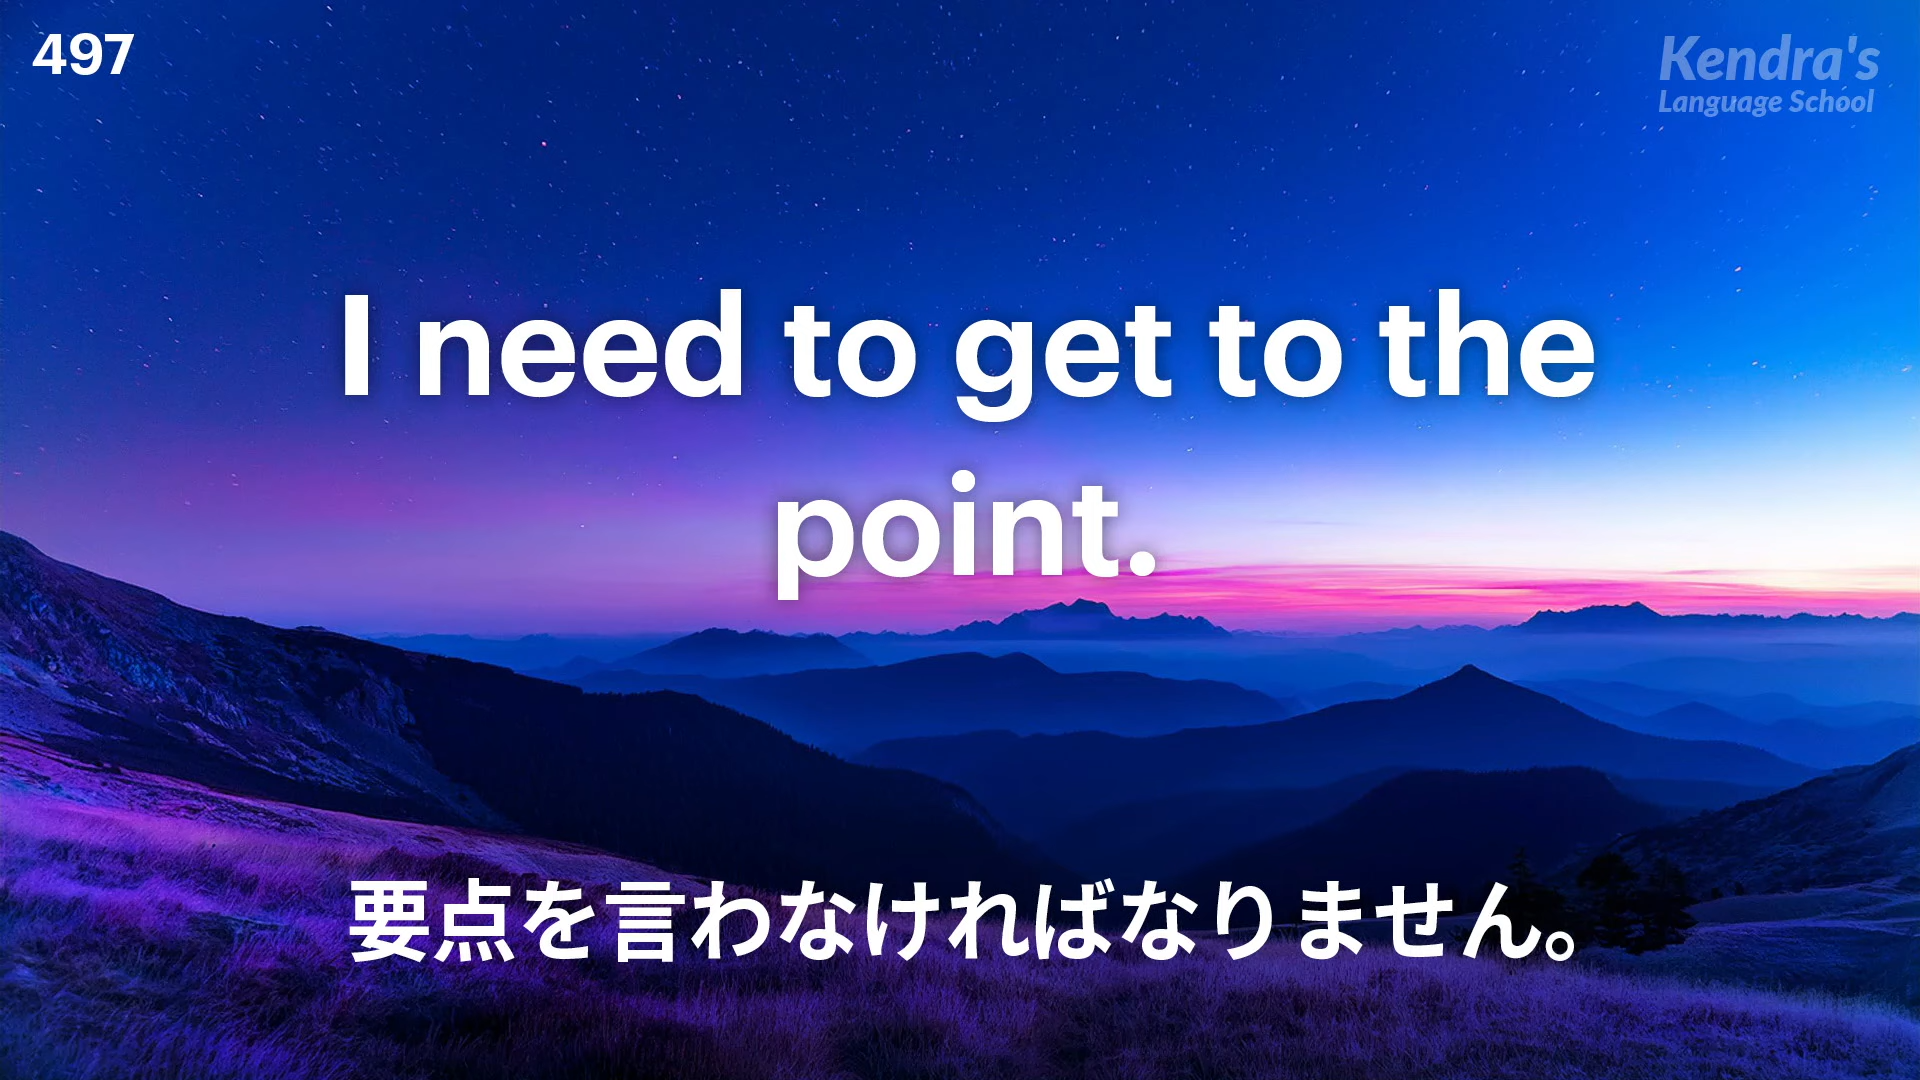 497
Kendra's
Language School
I need to get to the
point.
要点を言わなければなりません。